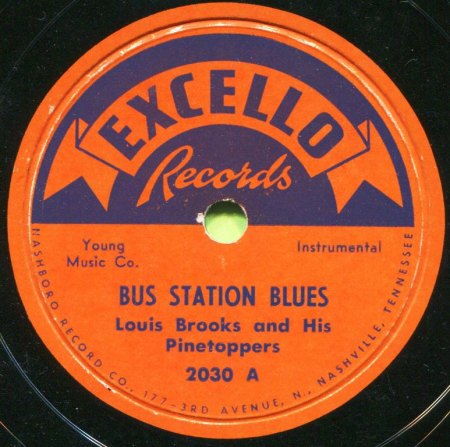 EXCELLO
Records
Young
Music Co.
Instrumental
BUS STATION BLUES
Louis Brooks and His
Pinetoppers
2030 A
NASHBORO RECORD CO., 177-3RD AVENUE, N., NASHVILLE, TENNESSEE